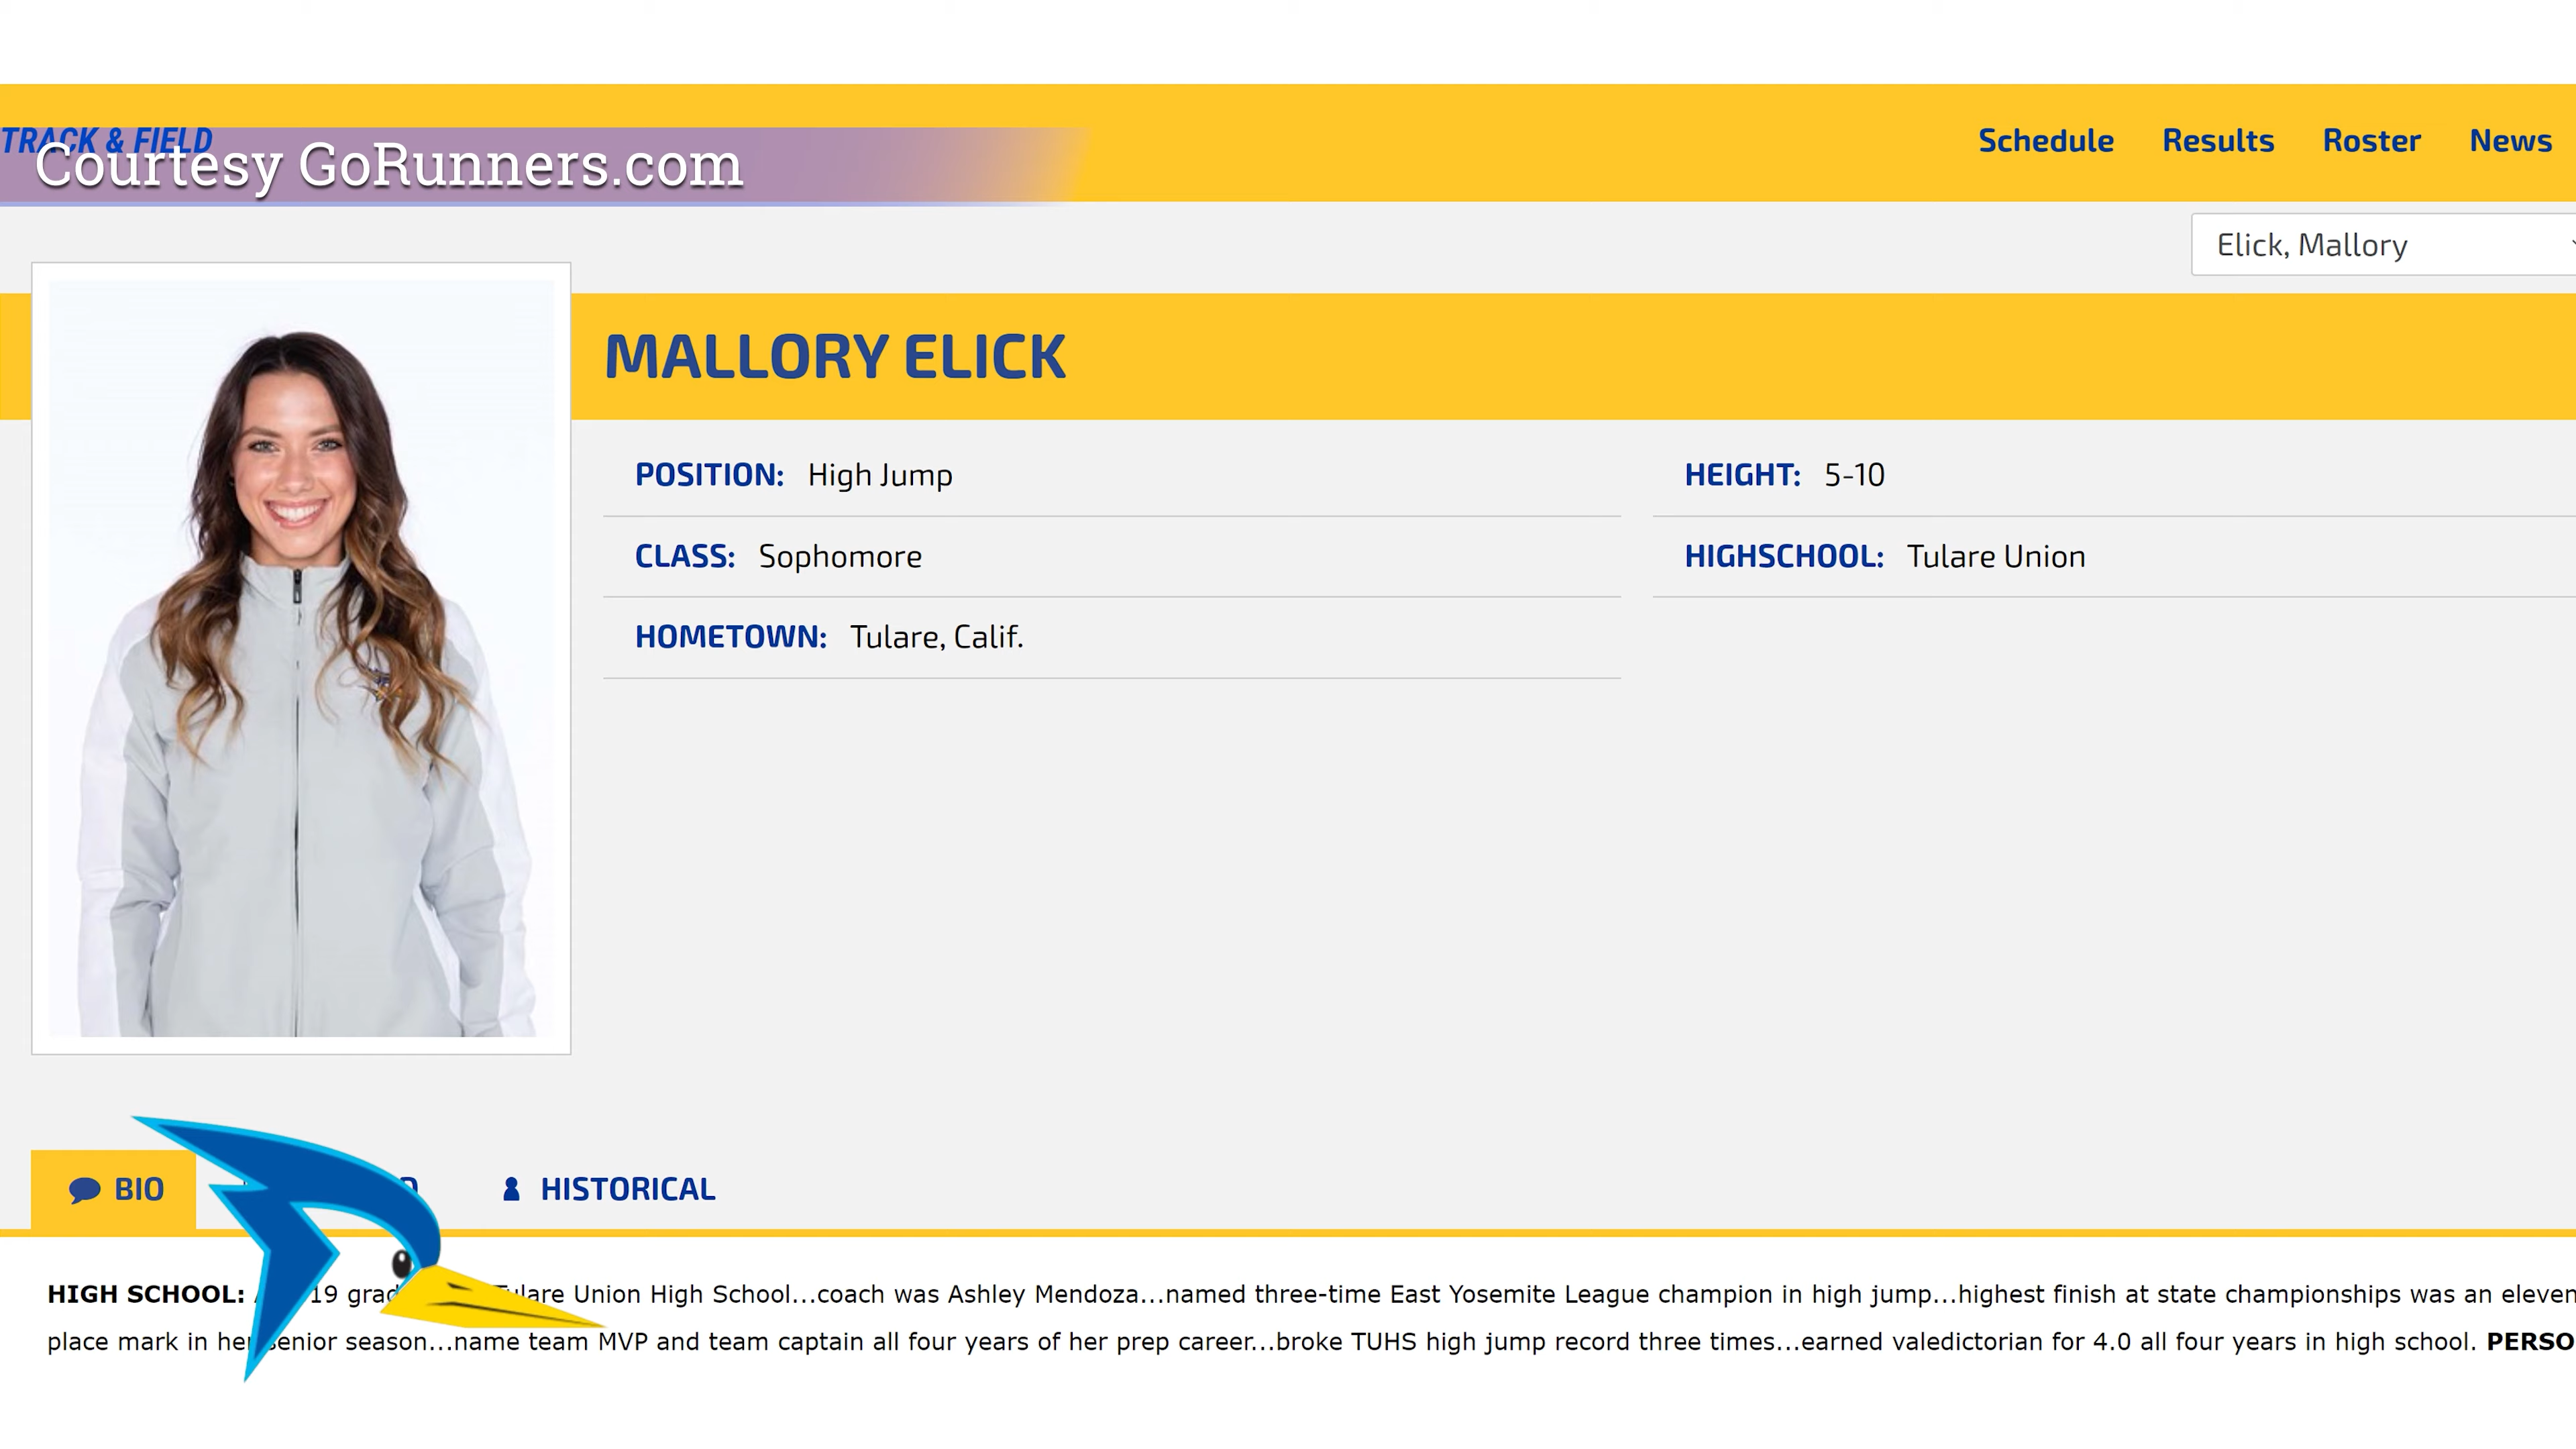 TRACK & FIELD
Courtesy GoRunners.com
Schedule Results Roster News
Elick, Mallory
MALLORY ELICK
POSITION: High Jump
HEIGHT: 5-10
CLASS: Sophomore
HIGHSCHOOL: Tulare Union
HOMETOWN: Tulare, Calif.
BIO
HISTORICAL
HIGH SCHOOL: 19 Tulare Union High School...coach was Ashley Mendoza...named three-time East Yosemite League champion in high jump...highest finish at state championships was an eleven
place mark in her senior season...name team MVP and team captain all four years of her prep career...broke TUHS high jump record three times...earned valedictorian for 4.0 all four years in high school. PERSO